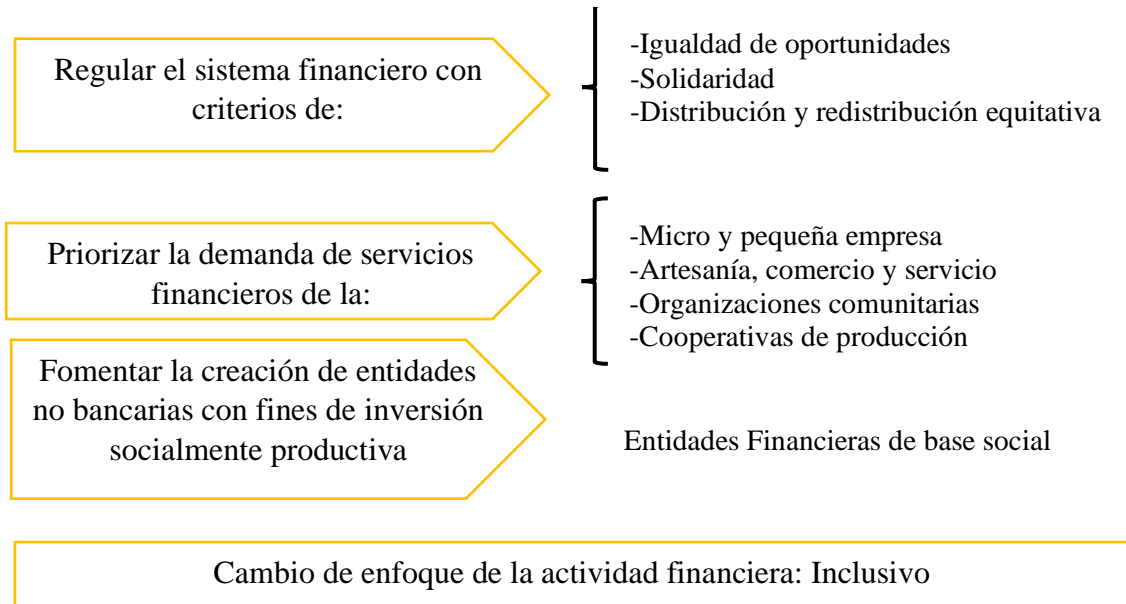 Regular el sistema financiero con
criterios de:
-Igualdad de oportunidades
-Solidaridad
-Distribución y redistribución equitativa
Priorizar la demanda de servicios
financieros de la:
-Micro y pequeña empresa
-Artesanía, comercio y servicio
-Organizaciones comunitarias
-Cooperativas de producción
Fomentar la creación de entidades
no bancarias con fines de inversión
socialmente productiva
Entidades Financieras de base social
Cambio de enfoque de la actividad financiera: Inclusivo